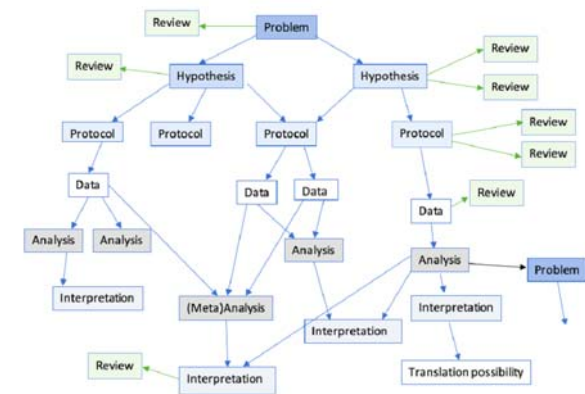 Review
Problem
Review
Review
Hypothesis
Hypothesis
Review
Review
Protocol
Protocol
Protocol
Protocol
Review
Data
Data
Data
Review
Data
Analysis
Analysis
Analysis
Analysis
Problem
Interpretation
(Meta)Analysis
Interpretation
Interpretation
Review
Interpretation
Translation possibility